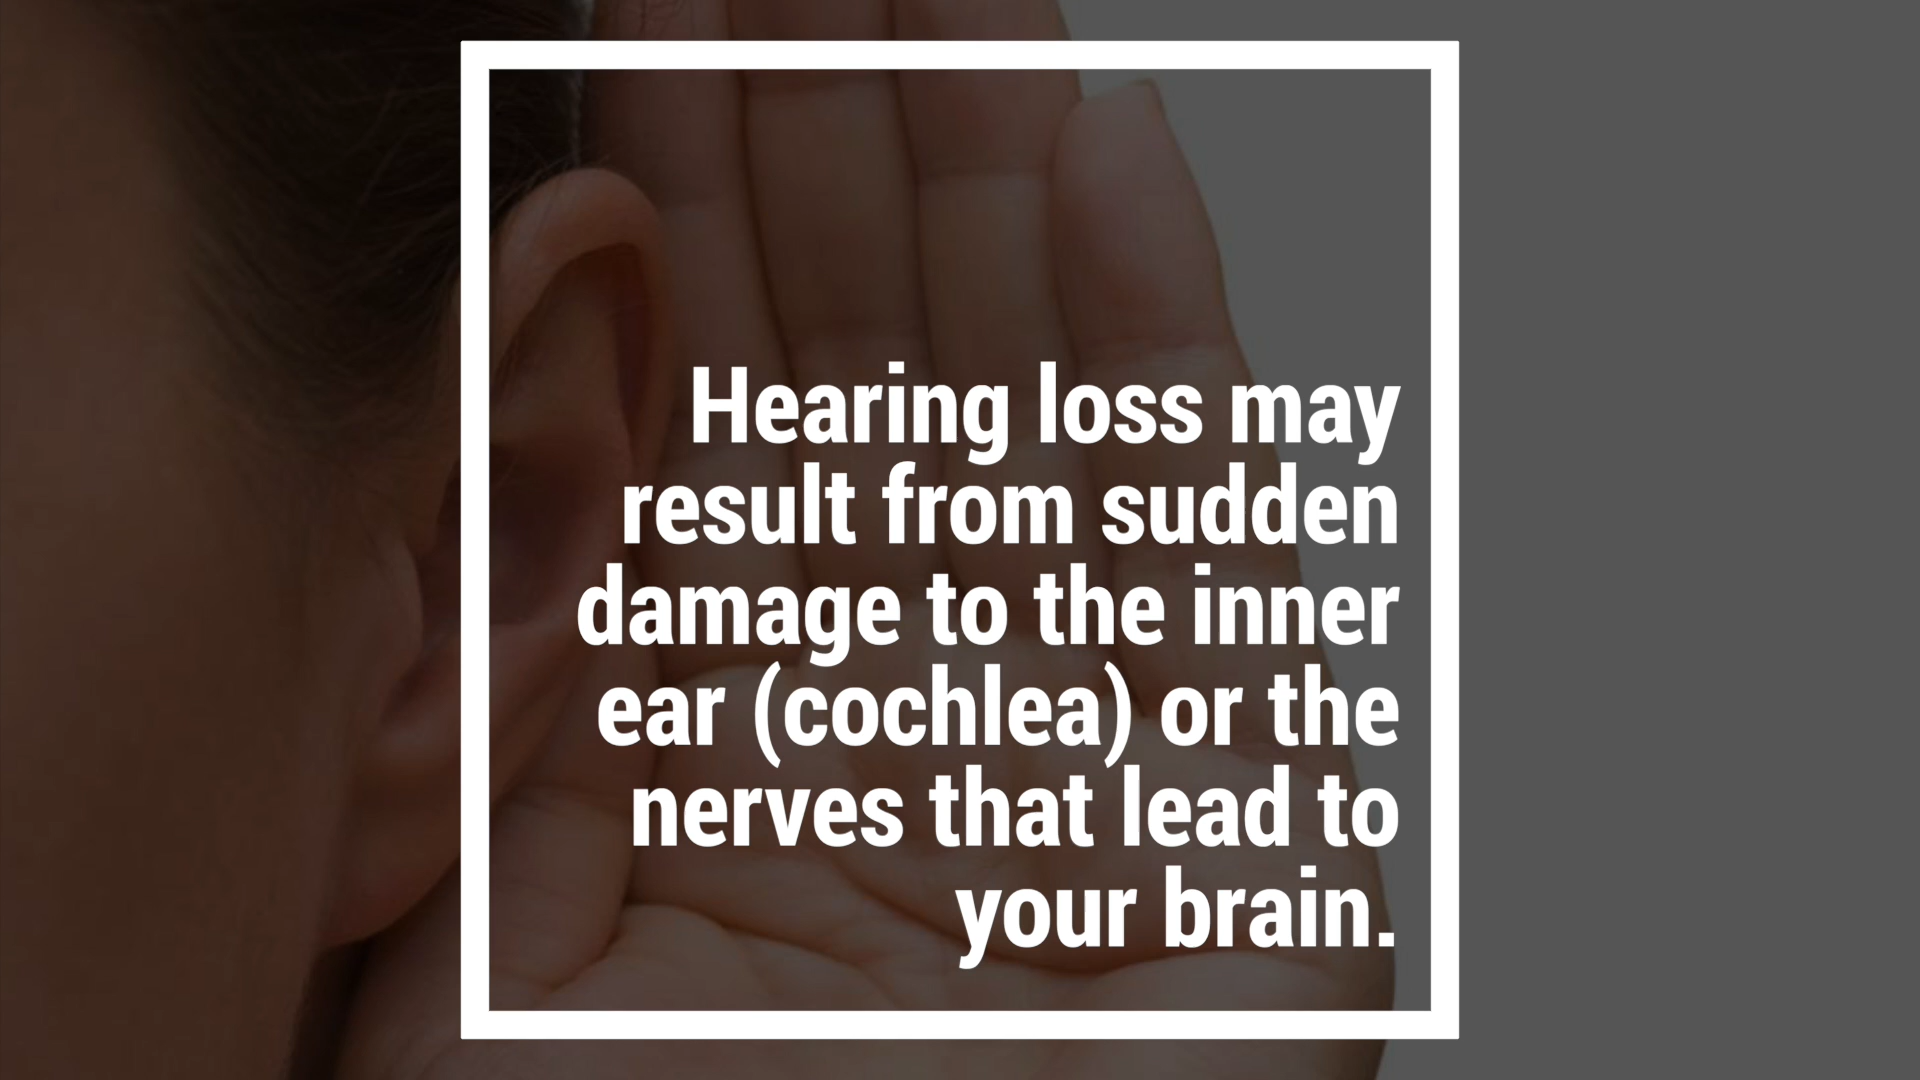 Hearing loss may
result from sudden
damage to the inner
ear (cochlea) or the
nerves that lead to
your brain.